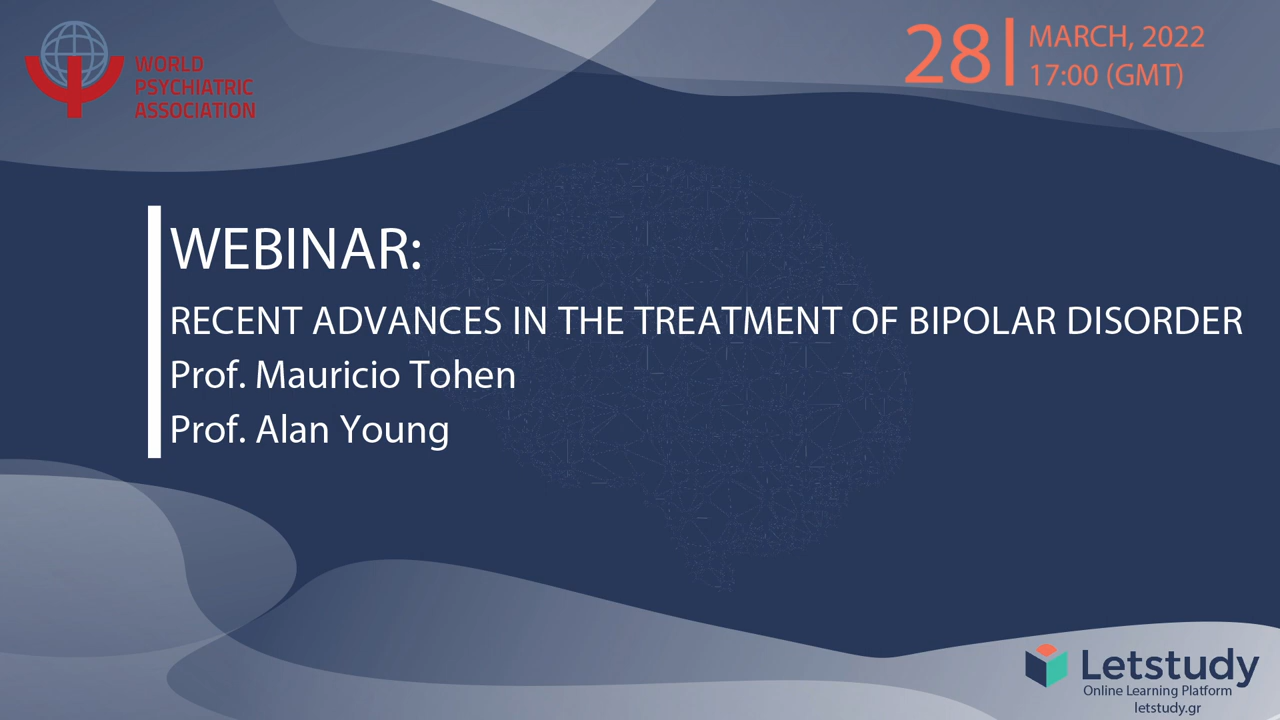 WORLD
PSYCHIATRIC
ASSOCIATION
28
MARCH, 2022
17:00 (GMT)
WEBINAR:
RECENT ADVANCES IN THE TREATMENT OF BIPOLAR DISORDER
Prof. Mauricio Tohen
Prof. Alan Young
Letstudy
Online Learning Platform
letstudy.gr